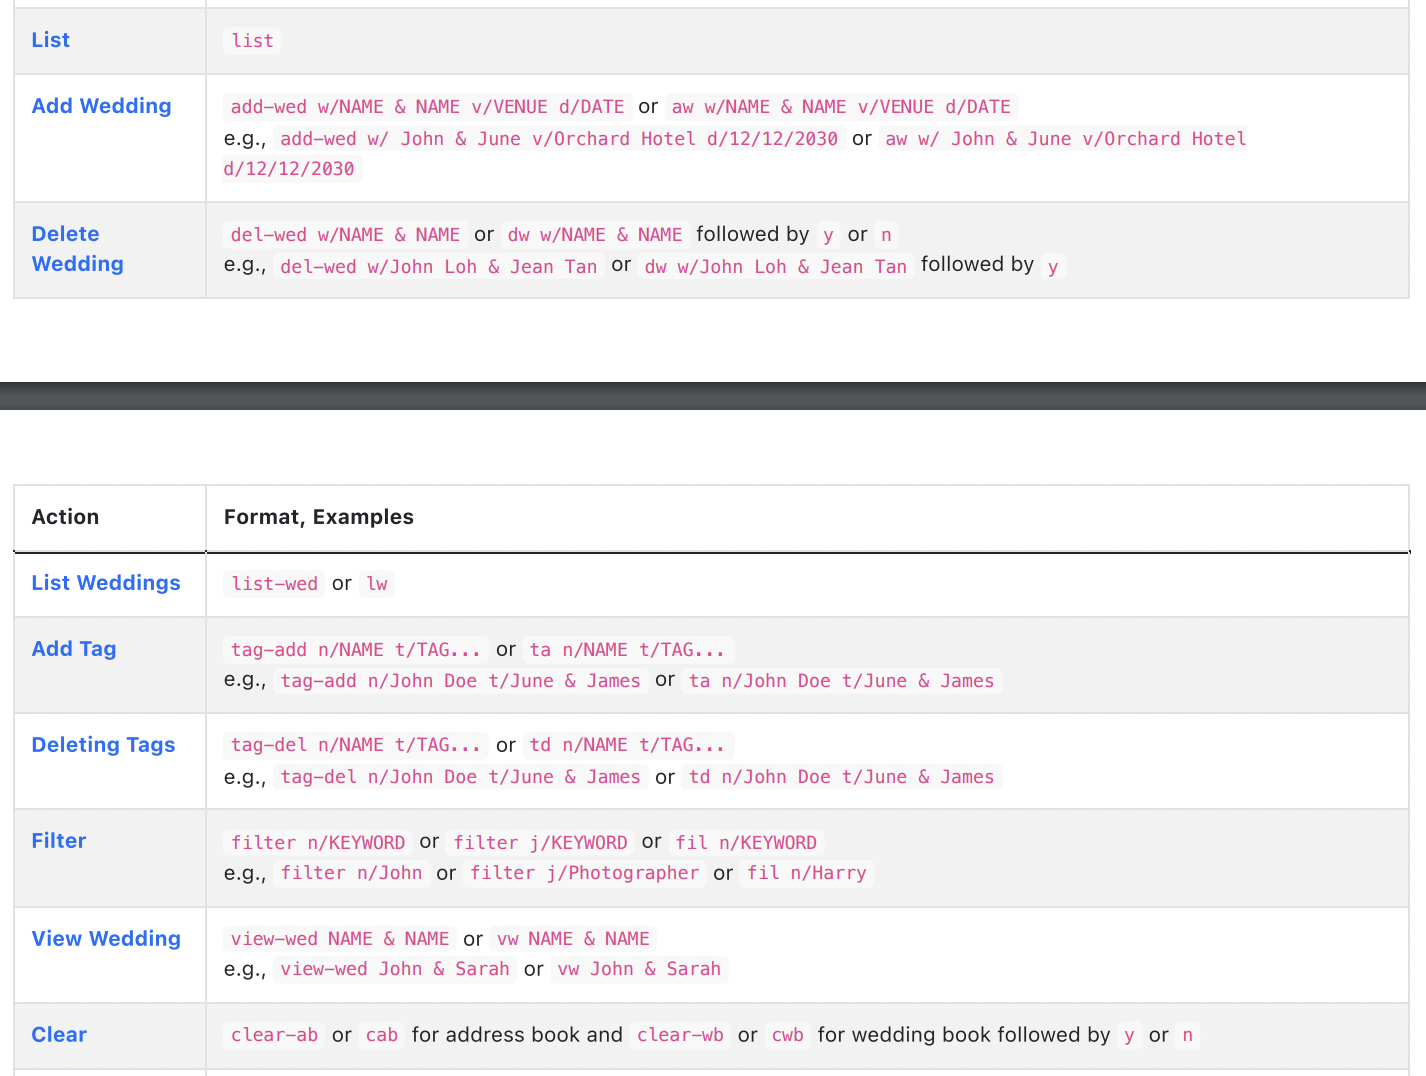 List
list
Add Wedding
add-wed w/NAME & NAME v/VENUE d/DATE or aw w/NAME & NAME v/VENUE d/DATE
e.g., add-wed w/ John & June v/Orchard Hotel d/12/12/2030 or aw w/ John & June v/Orchard Hotel
d/12/12/2030
Delete
Wedding
del-wed w/NAME & NAME or dw w/NAME & NAME followed by y or n
e.g., del-wed w/John Loh & Jean Tan or dw w/John Loh & Jean Tan followed by y
Action
Format, Examples
List Weddings
list-wed or lw
Add Tag
tag-add n/NAME t/TAG... or ta n/NAME t/TAG...
e.g., tag-add n/John Doe t/June & James or ta n/John Doe t/June & James
Deleting Tags
tag-del n/NAME t/TAG... or td n/NAME t/TAG...
e.g., tag-del n/John Doe t/June & James or td n/John Doe t/June & James
Filter
filter n/KEYWORD or filter j/KEYWORD or fil n/KEYWORD
e.g., filter n/John or filter j/Photographer or fil n/Harry
View Wedding
view-wed NAME & NAME or vw NAME & NAME
e.g., view-wed John & Sarah or vw John & Sarah
Clear
clear-ab or cab for address book and clear-wb or cwb for wedding book followed by y or n